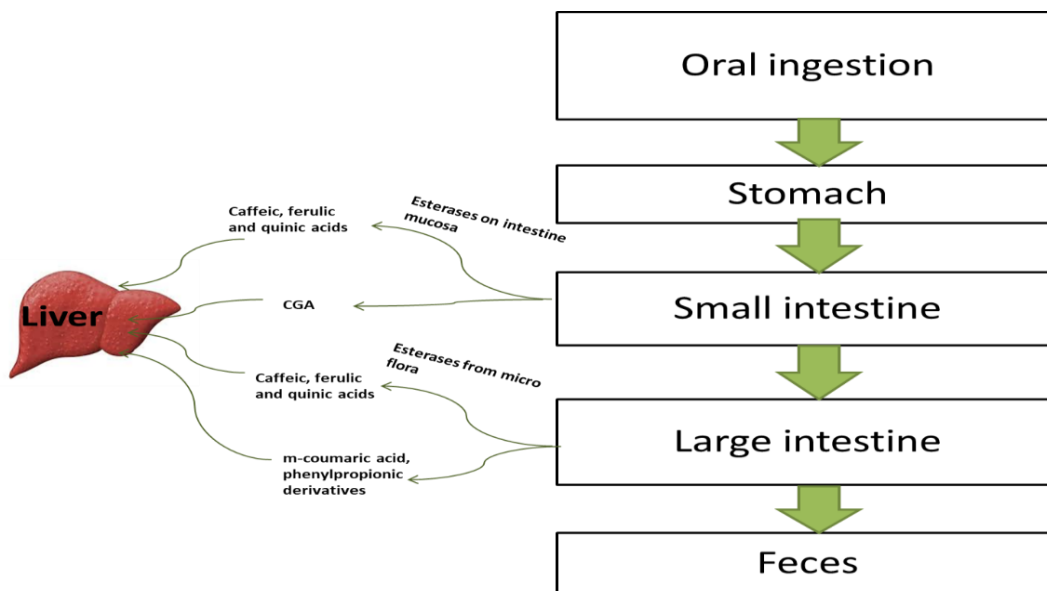 Oral ingestion
Stomach
Esterases on intestine
mucosa
Caffeic, ferulic
and quinic acids
Liver
CGA
Small intestine
Esterases from micro
flora
Caffeic, ferulic
and quinic acids
Large intestine
m-coumaric acid,
phenylpropionic
derivatives
Feces